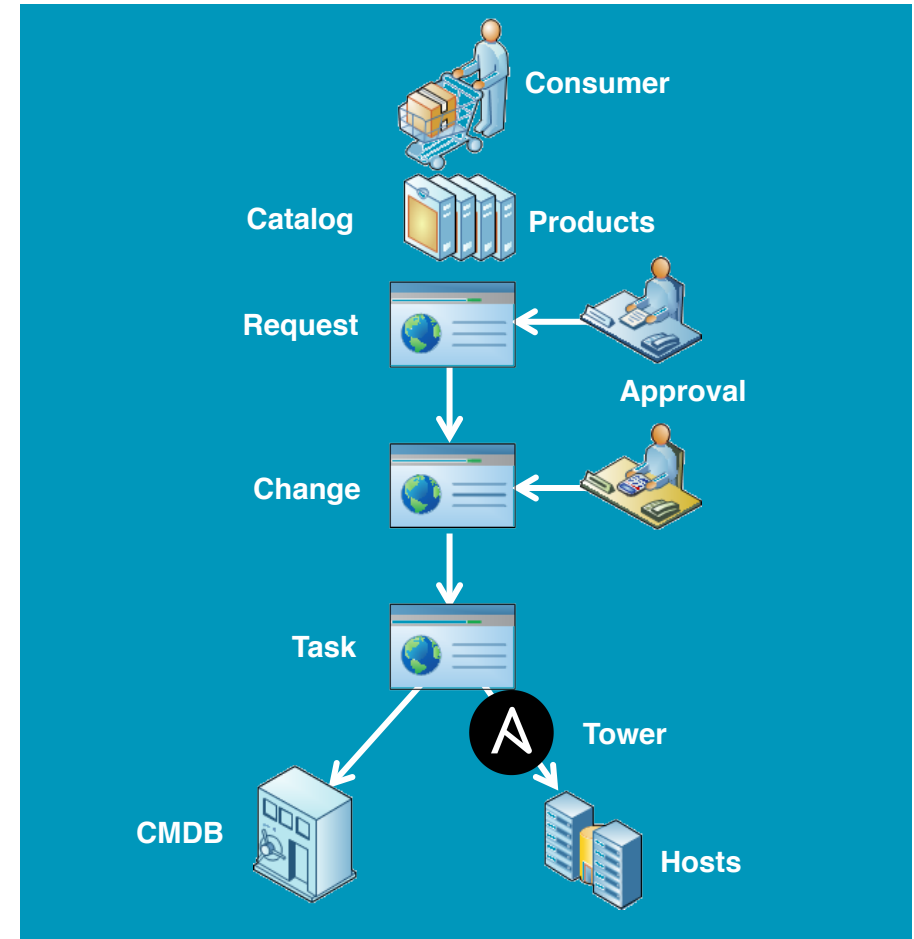 Consumer
Catalog
Products
Request
Approval
Change
Task
Tower
CMDB
Hosts